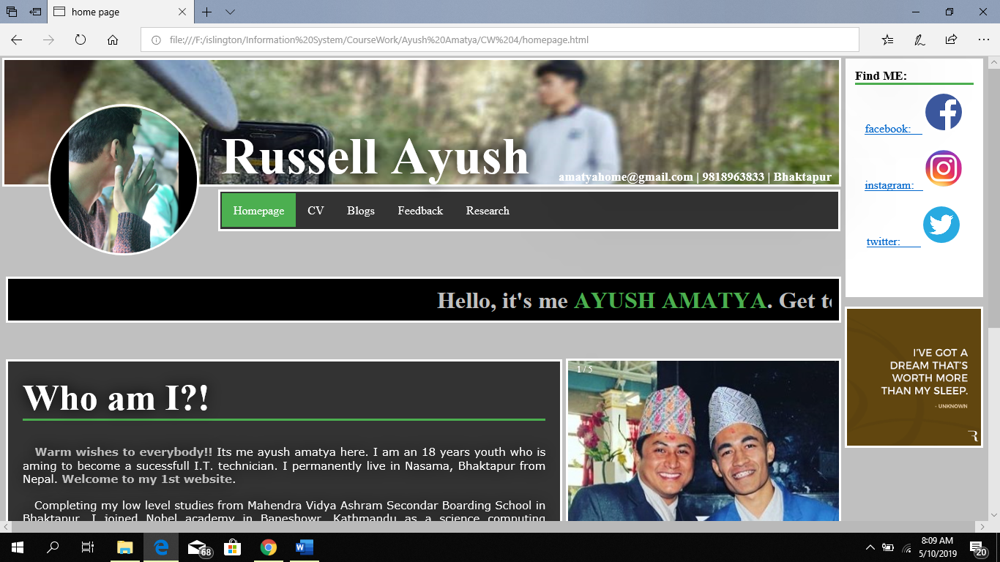 home page
file:///F:/islington/Information%20System/CourseWork/Ayush%20Amatya/CW%204/homepage.html
Russell Ayush
amatyahome@gmail.com | 9818963833 | Bhaktapur
Homepage CV Blogs Feedback Research
Find ME:
facebook:
instagram:
twitter:
Hello, it's me AYUSH AMATYA. Get
I'VE GOT A
DREAM THAT'S
WORTH MORE
THAN MY SLEEP.
- UNKNOWN
Who am I?!
Warm wishes to everybody!! Its me ayush amatya here. I am an 18 years youth who is
aming to become a sucessfull I.T. technician. I permanently live in Nasama, Bhaktapur from
Nepal. Welcome to my 1st website.
Completing my low level studies from Mahendra Vidya Ashram Secondar Boarding School in
Bhaktapur, I joined Nobel academy in Baneshowr, Kathmandu as a science computing
1 / 5
68
8:09 AM
5/10/2019
20